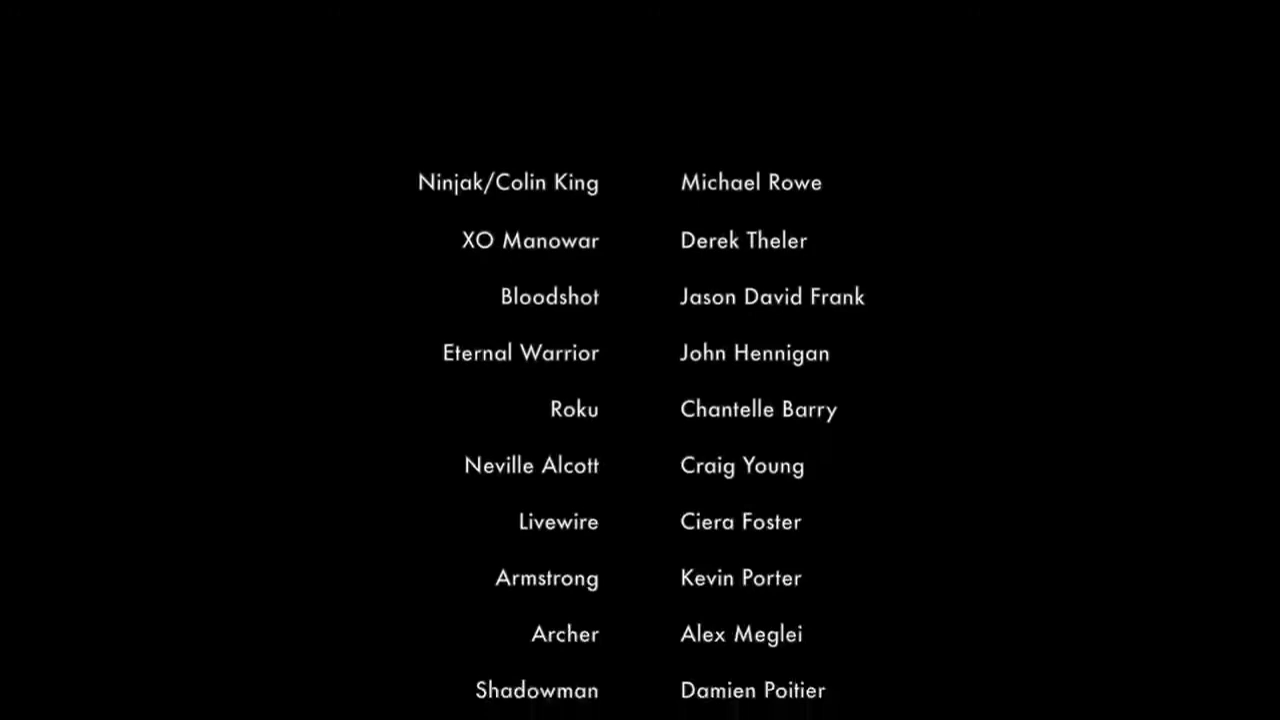 Ninjak/Colin King Michael Rowe
XO Manowar Derek Theler
Bloodshot Jason David Frank
Eternal Warrior John Hennigan
Roku Chantelle Barry
Neville Alcott Craig Young
Livewire Ciera Foster
Armstrong Kevin Porter
Archer Alex Meglei
Shadowman Damien Poitier